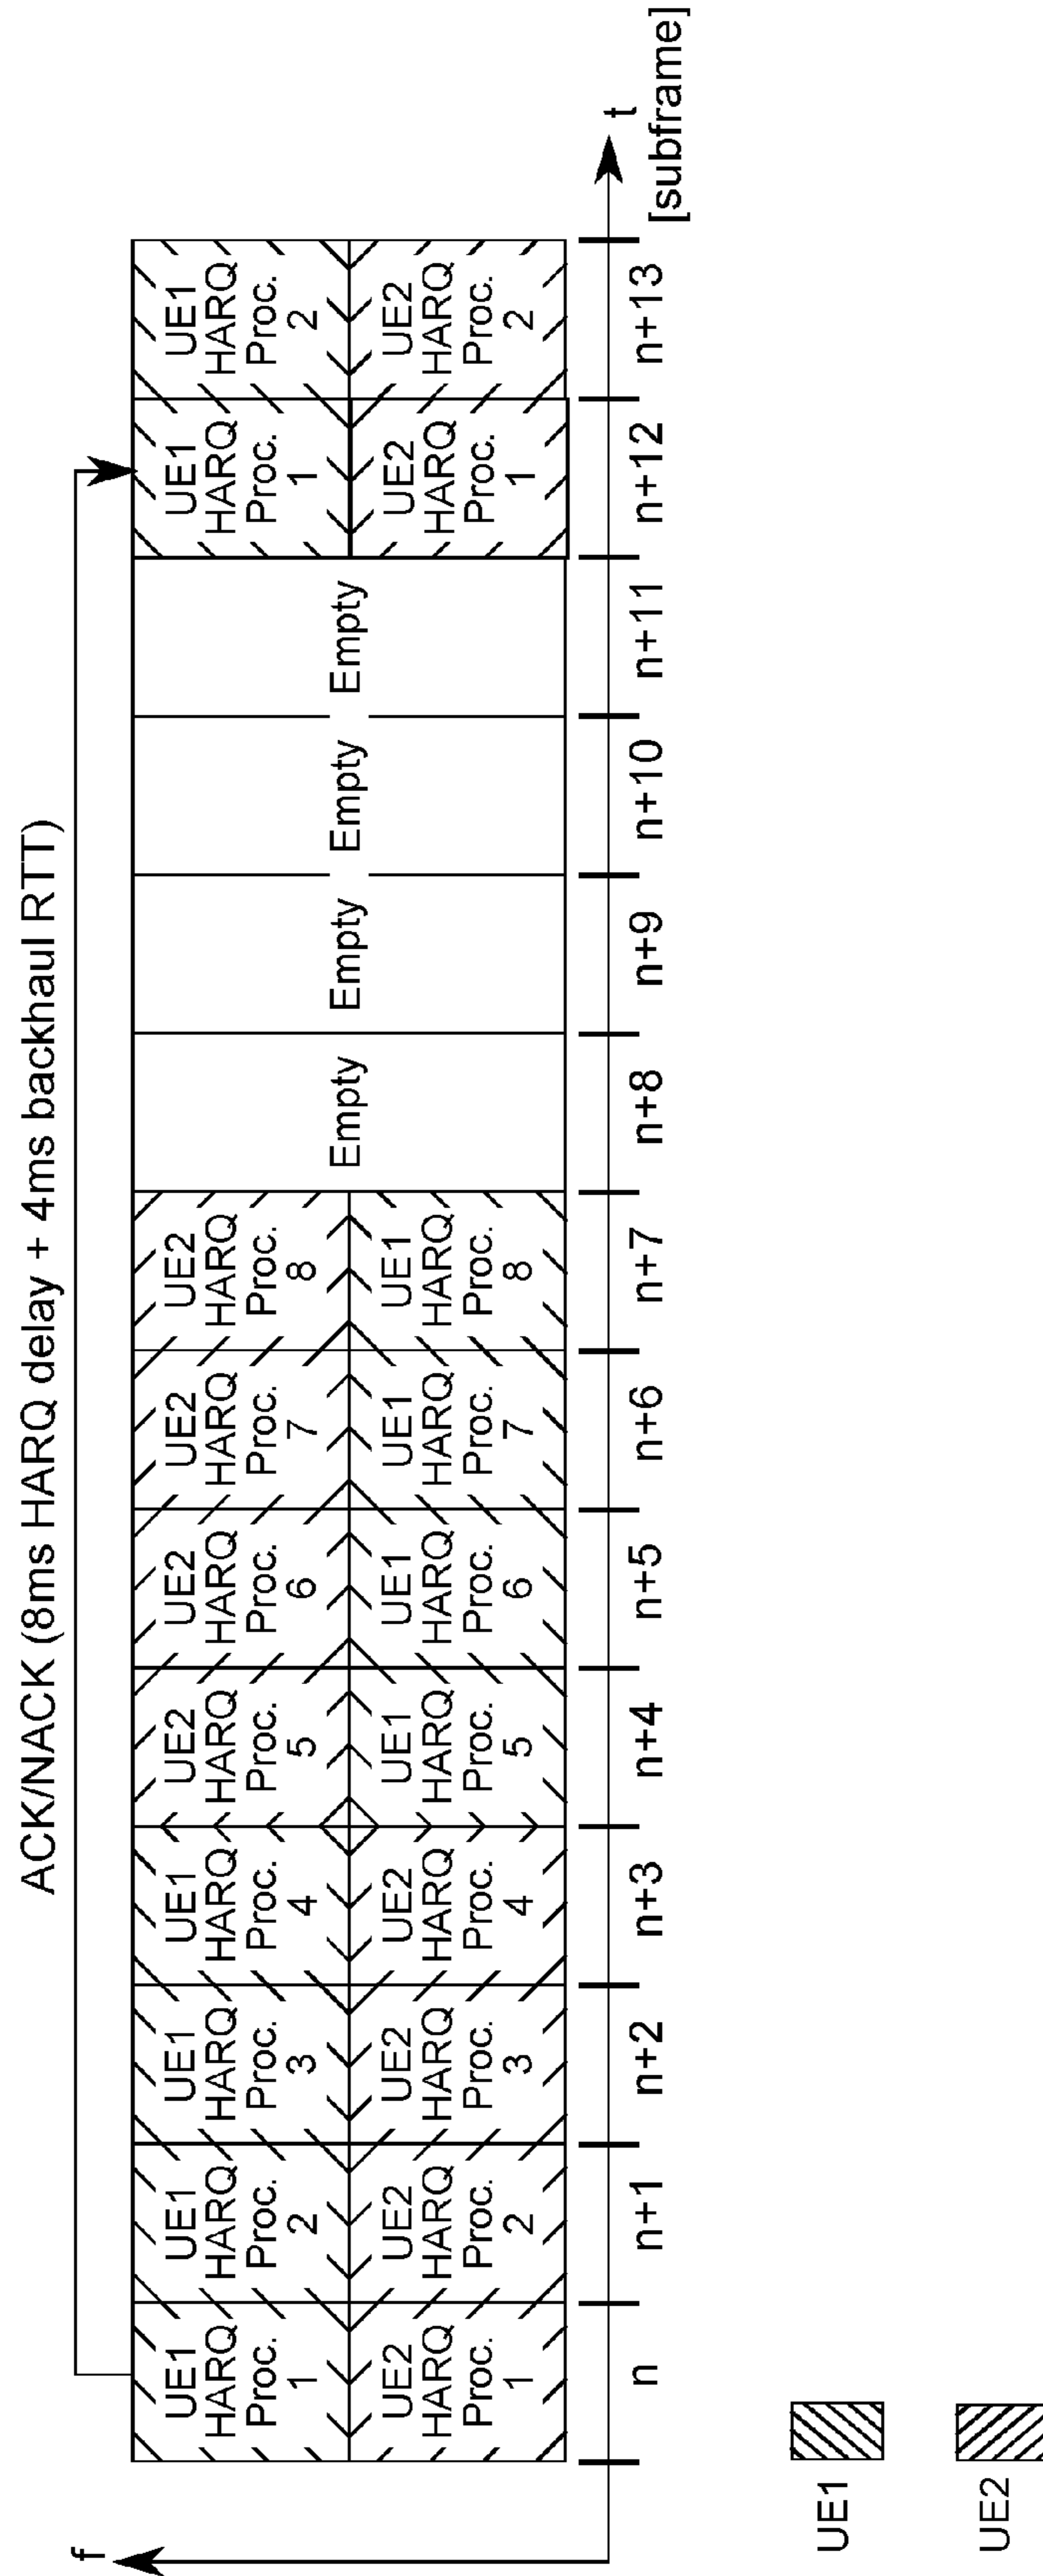 ACK/NACK (8ms HARQ delay + 4ms backhaul RTT)
f
UE1
HARQ
Proc.
1
UE1
HARQ
Proc.
2
UE1
HARQ
Proc.
3
UE1
HARQ
Proc.
4
UE2
HARQ
Proc.
5
UE2
HARQ
Proc.
6
UE2
HARQ
Proc.
7
UE2
HARQ
Proc.
8
Empty
Empty
Empty
Empty
UE1
HARQ
Proc.
1
UE1
HARQ
Proc.
2
UE2
HARQ
Proc.
1
UE2
HARQ
Proc.
2
UE2
HARQ
Proc.
3
UE2
HARQ
Proc.
4
UE1
HARQ
Proc.
5
UE1
HARQ
Proc.
6
UE1
HARQ
Proc.
7
UE1
HARQ
Proc.
8
UE2
HARQ
Proc.
1
UE2
HARQ
Proc.
2
n
n+1
n+2
n+3
n+4
n+5
n+6
n+7
n+8
n+9
n+10
n+11
n+12
n+13
t
[subframe]
UE1
UE2